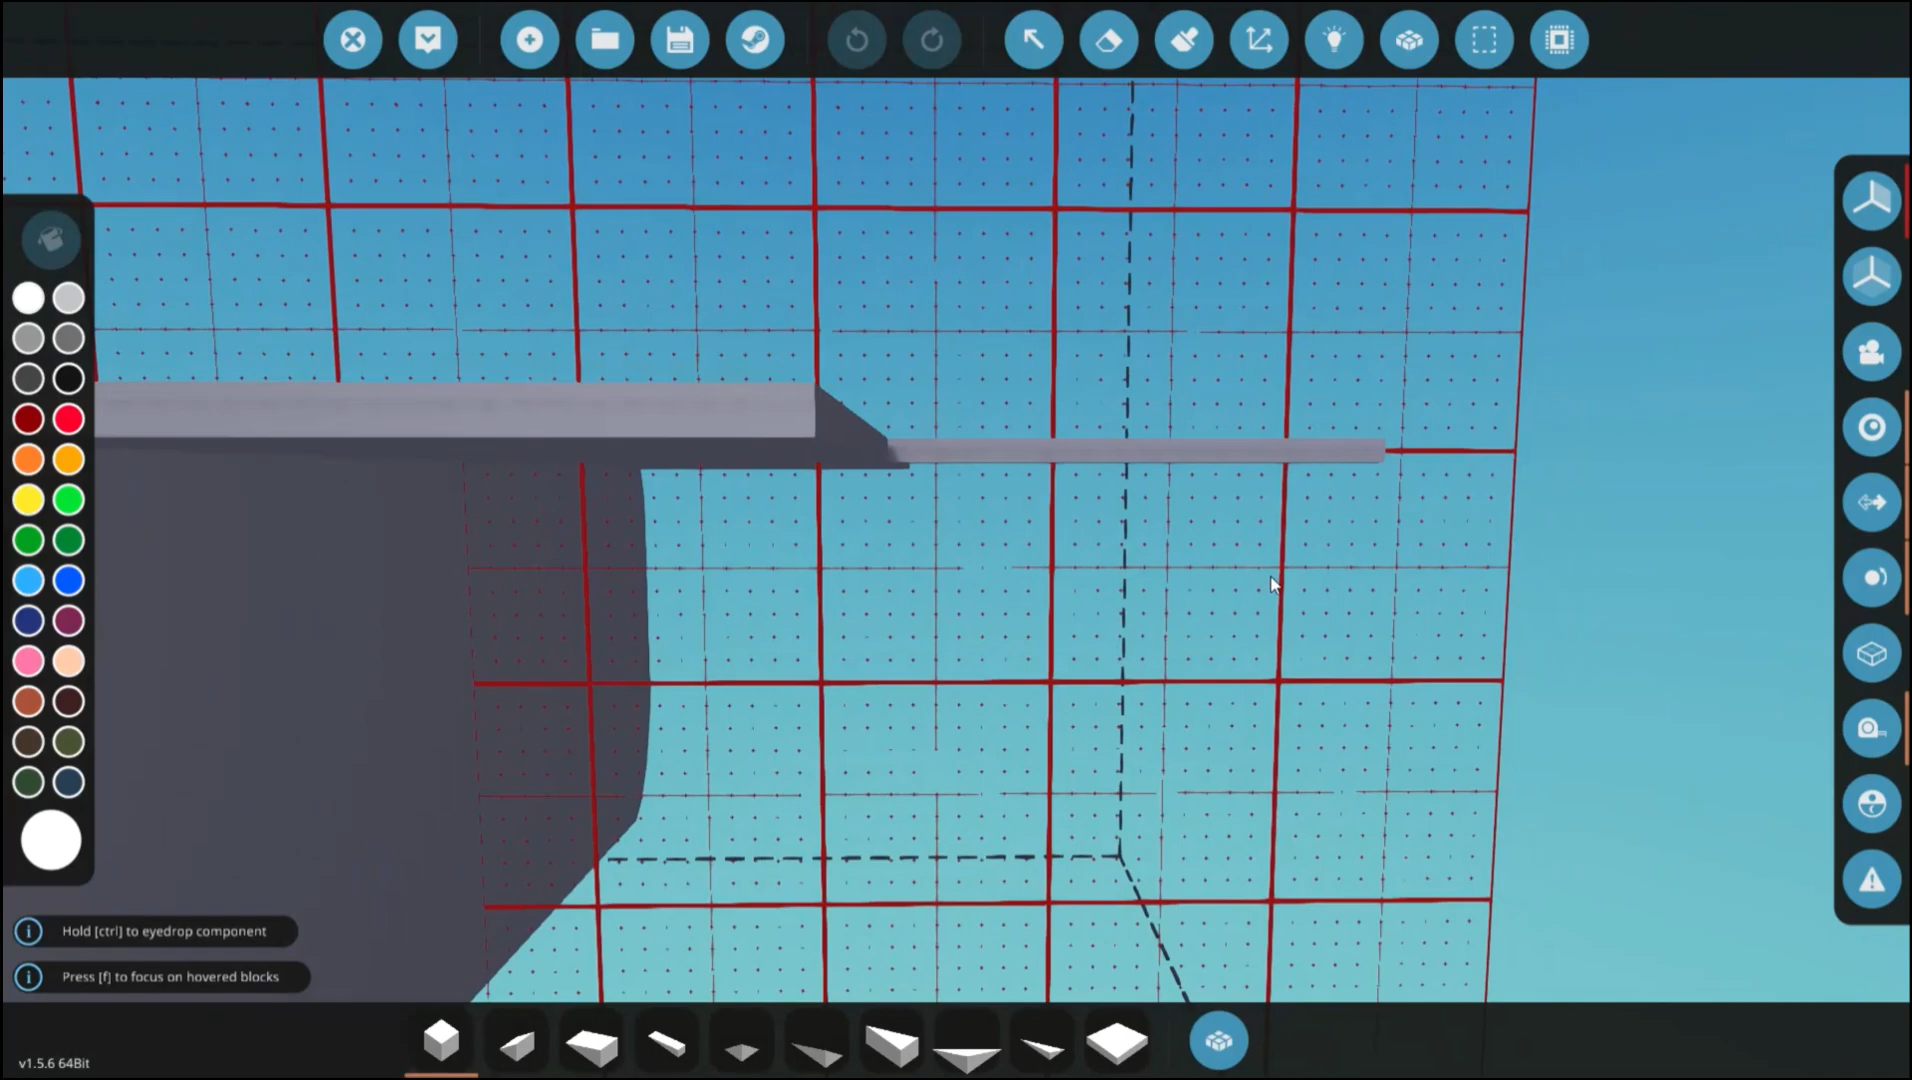 Hold [ctrl] to eyedrop component
Press [f] to focus on hovered blocks
v1.5.6 64Bit